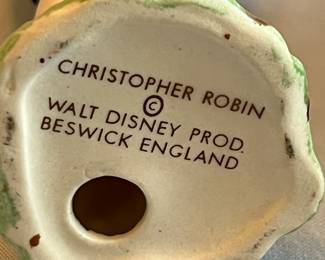 CHRISTOPHER ROBIN
©
WALT DISNEY PROD.
BESWICK ENGLAND